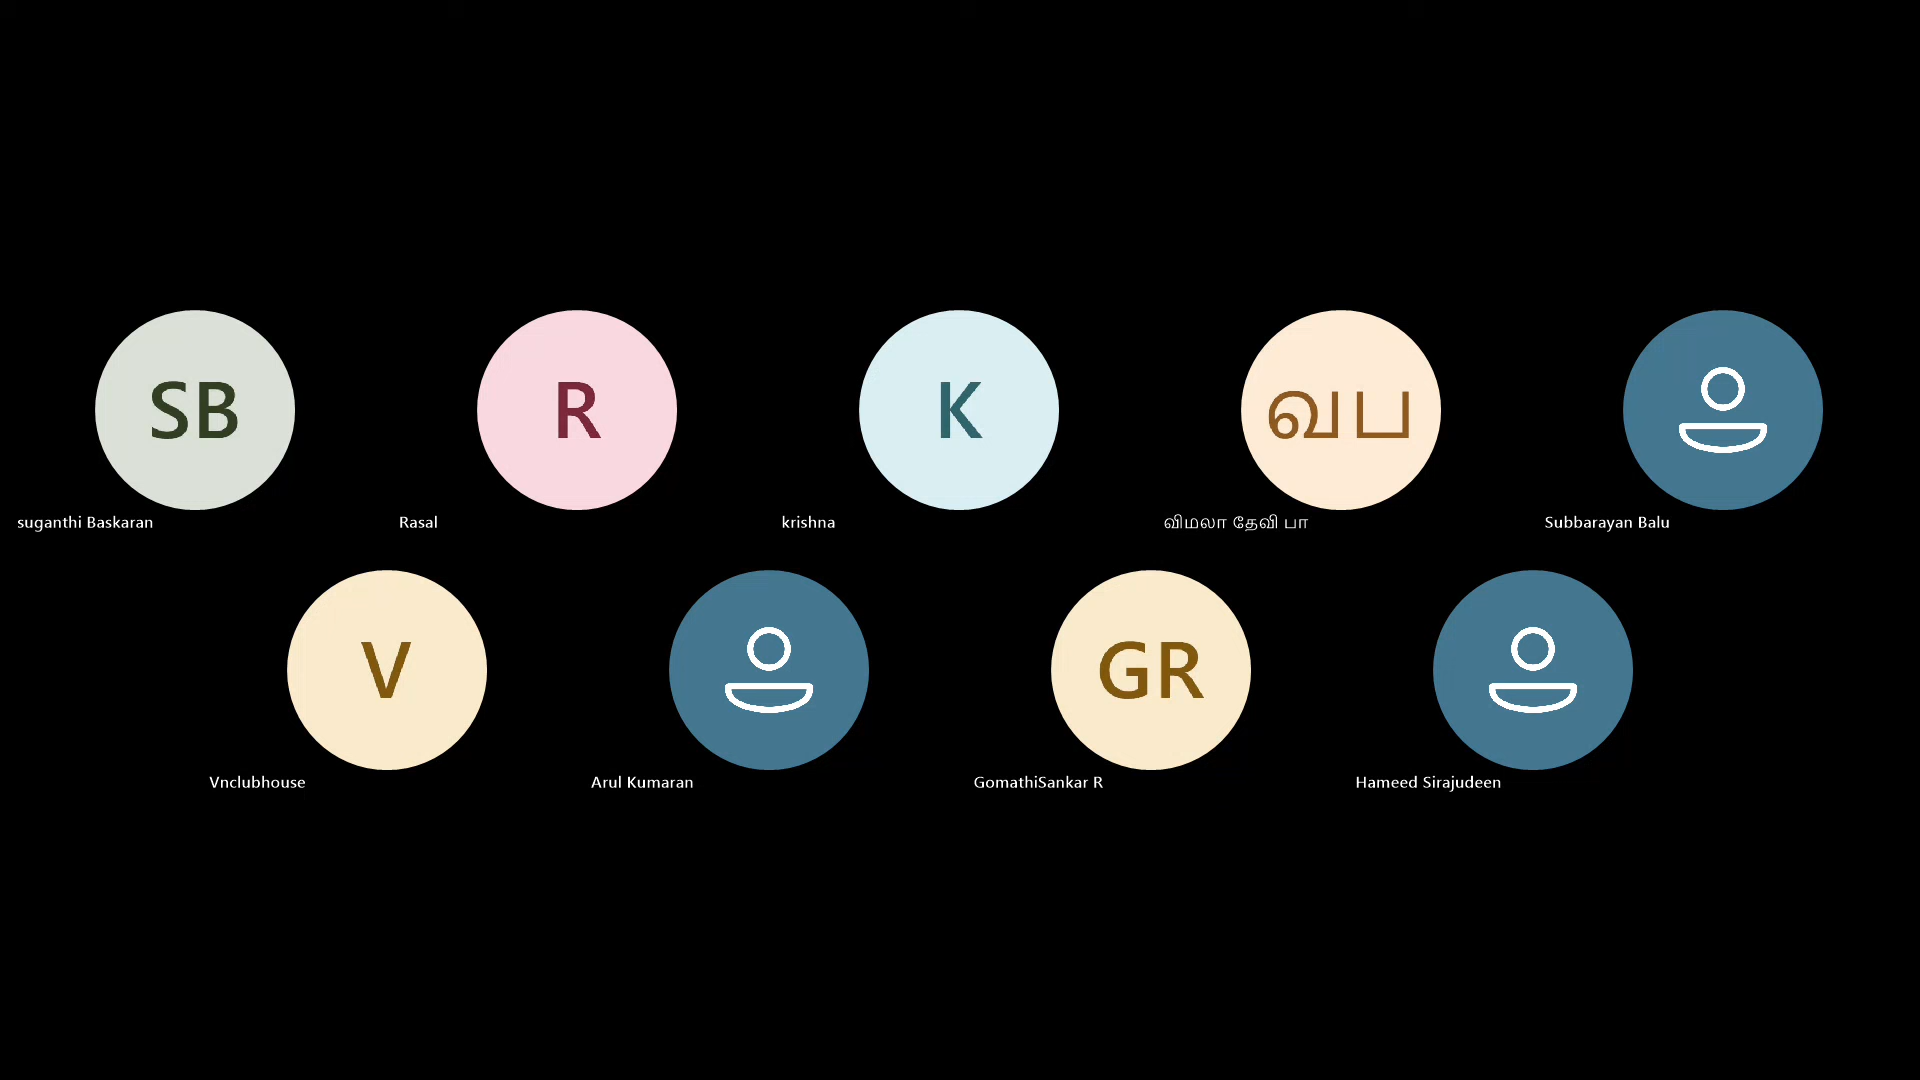 SB
R
K
வ ப
suganthi Baskaran
Rasal
krishna
விமலா தேவி பா
Subbarayan Balu
V
GR
Vnclubhouse
Arul Kumaran
GomathiSankar R
Hameed Sirajudeen